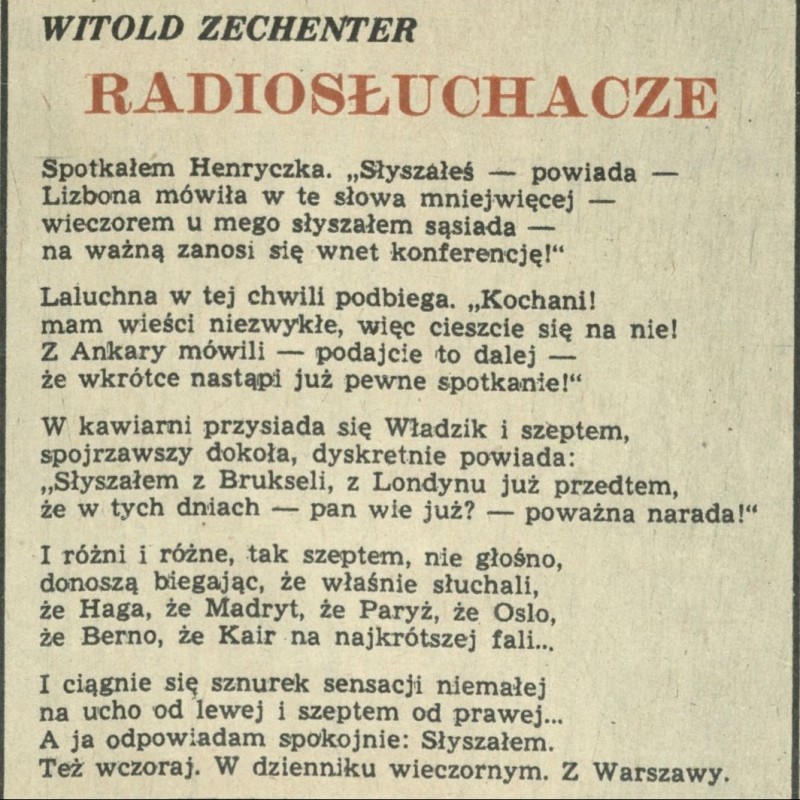 WITOLD ZECHENTER
RADIOSŁUCHACZE
Spotkałem Henryczka. „Słyszałeś — powiada —
Lizbona mówiła w te słowa mniejwięcej —
wieczorem u mego słyszałem sąsiada —
na ważną zanosi się wnet konferencję!“
Laluchna w tej chwili podbiega. „Kochani!
mam wieści niezwykłe, więc cieszcie się na nie!
Z Ankary mówili — podajcie to dalej —
że wkrótce nastąpi już pewne spotkanie!“
W kawiarni przysiada się Władzik i szeptem,
spojrzawszy dokoła, dyskretnie powiada:
„Słyszałem z Brukseli, z Londynu już przedtem,
że w tych dniach — pan wie już? — poważna narada!“
I różni i różne, tak szeptem, nie głośno,
donoszą biegając, że właśnie słuchali,
że Haga, że Madryt, że Paryż, że Oslo,
że Berno, że Kair na najkrótszej fali...
I ciągnie się sznurek sensacji niemałej
na ucho od lewej i szeptem od prawej...
A ja odpowiadam spokojnie: Słyszałem.
Też wczoraj. W dzienniku wieczornym. Z Warszawy.